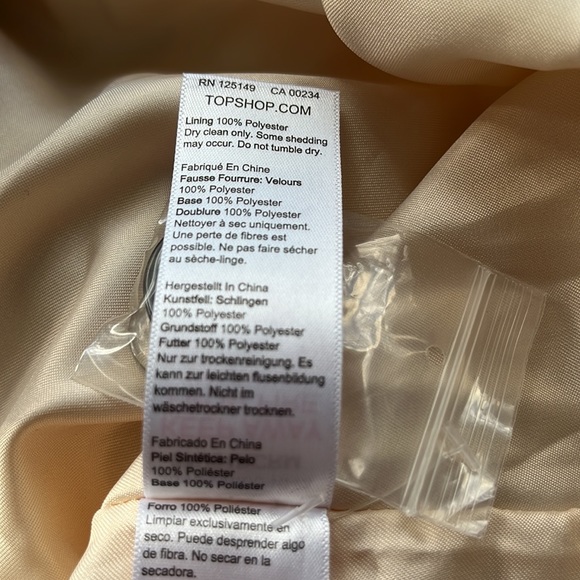 RN 125149 CA 00234
TOPSHOP.COM
Lining 100% Polyester
Dry clean only. Some shedding
may occur. Do not tumble dry.
Fabriqué En Chine
Fausse Fourrure: Velours
100% Polyester
Base 100% Polyester
Doublure 100% Polyester
Nettoyer à sec uniquement.
Une perte de fibres est
possible. Ne pas faire sécher
au sèche-linge.
Hergestellt In China
Kunstfell: Schlingen
100% Polyester
Grundstoff 100% Polyester
Futter 100% Polyester
Nur zur trockenreinigung. Es
kann zur leichten flusenbildung
kommen. Nicht im
wäschetrockner trocknen.
Fabricado En China
Piel Sintética: Pelo
100% Poliéster
Base 100% Poliéster
Forro 100% Poliéster
Limpiar exclusivamente en
seco. Puede desprender algo
de fibra. No secar en la
secadora.